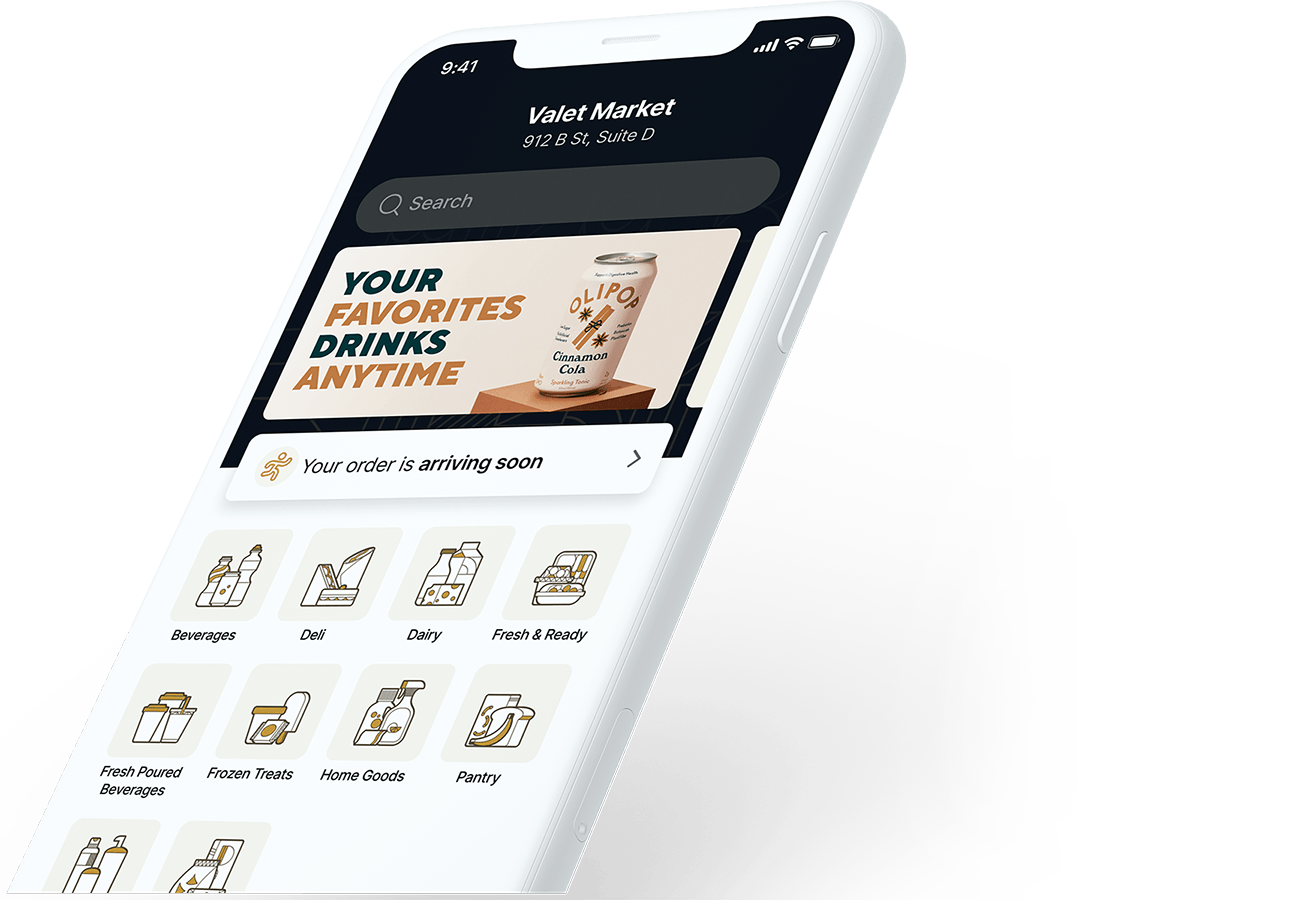 9:41
Valet Market
912 B St, Suite D
Search
YOUR
FAVORITES
DRINKS
ANYTIME
OLIPOP
Cinnamon
Cola
Sparkling Tonic
Your order is arriving soon
Beverages
Deli
Dairy
Fresh & Ready
Fresh Poured
Beverages
Frozen Treats
Home Goods
Pantry